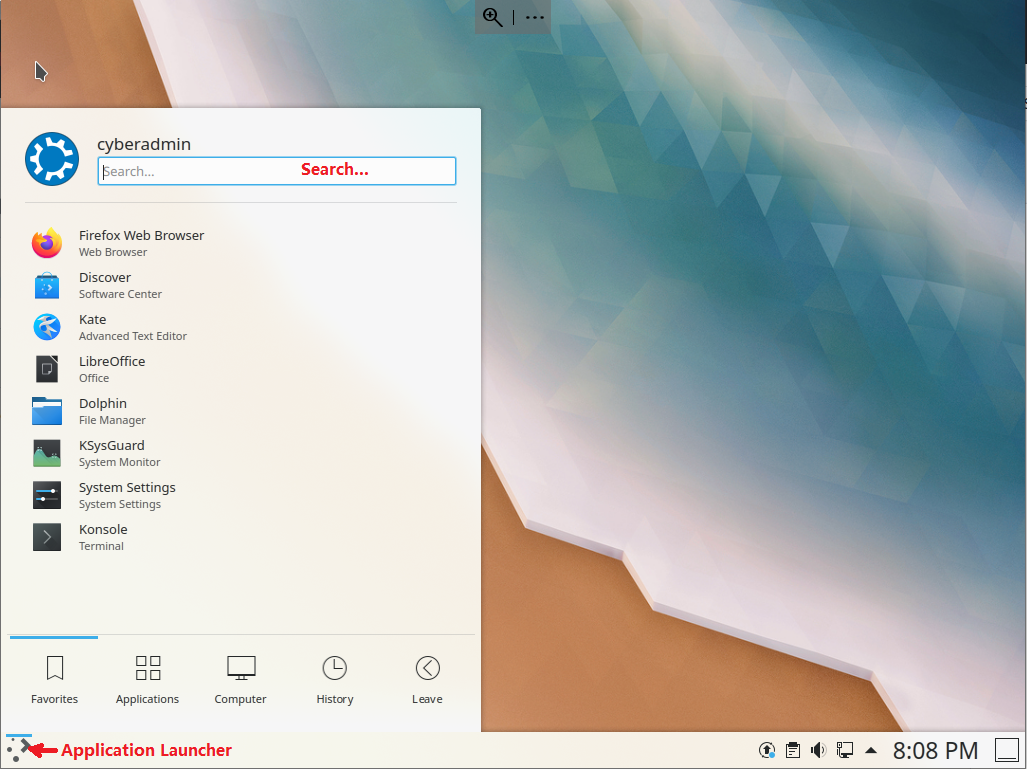 cyberadmin
Search... Search...
Firefox Web Browser
Web Browser
Discover
Software Center
Kate
Advanced Text Editor
LibreOffice
Office
Dolphin
File Manager
KSysGuard
System Monitor
System Settings
System Settings
Konsole
Terminal
Favorites Applications Computer History Leave
Application Launcher 8:08 PM